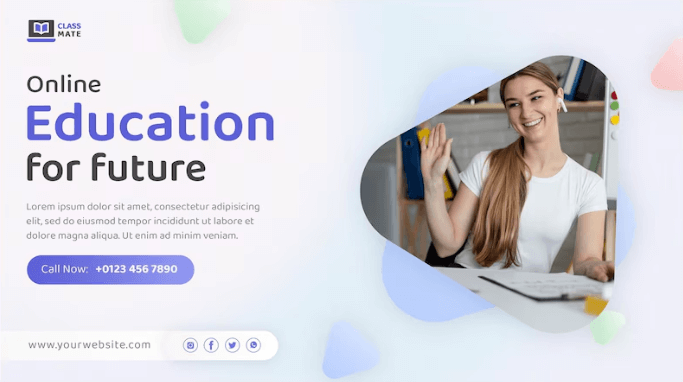 CLASS
MATE
Online
Education
for future
Lorem ipsum dolor sit amet, consectetur adipisicing
elit, sed do eiusmod tempor incididunt ut labore et
dolore magna aliqua. Ut enim ad minim veniam.
Call Now: +0123 456 7890
www.yourwebsite.com